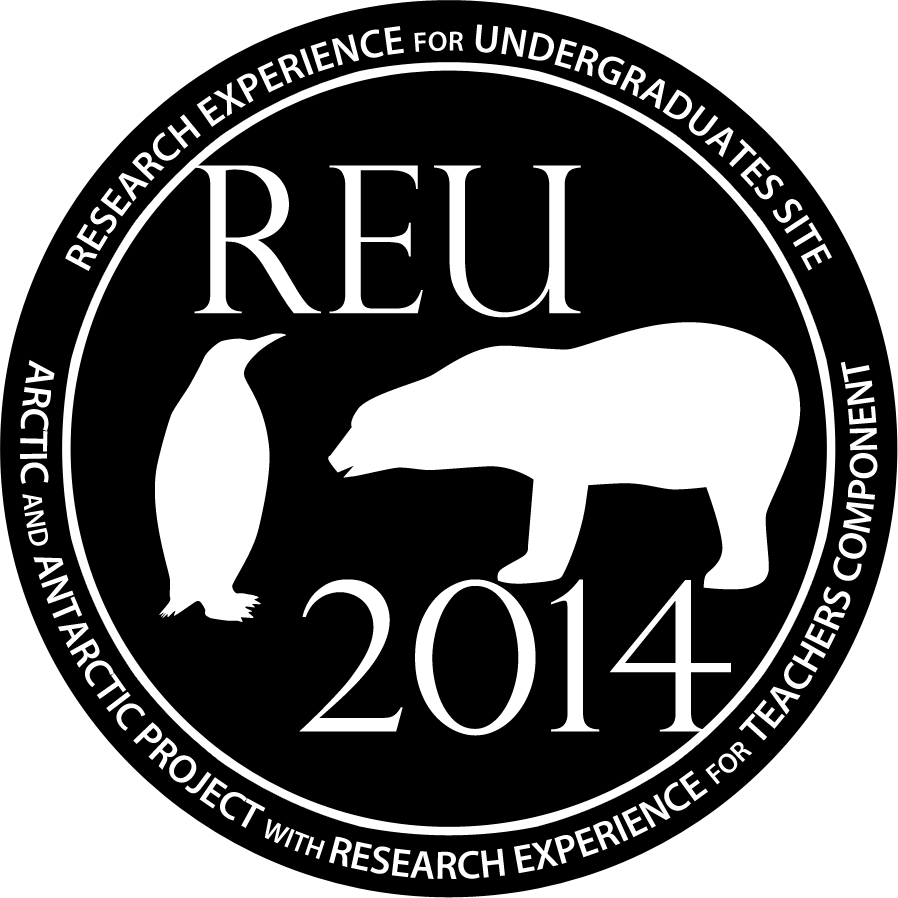 RESEARCH EXPERIENCE FOR UNDERGRADUATES SITE
REU
2014
ARCTIC AND ANTARCTIC PROJECT WITH RESEARCH EXPERIENCE FOR TEACHERS COMPONENT